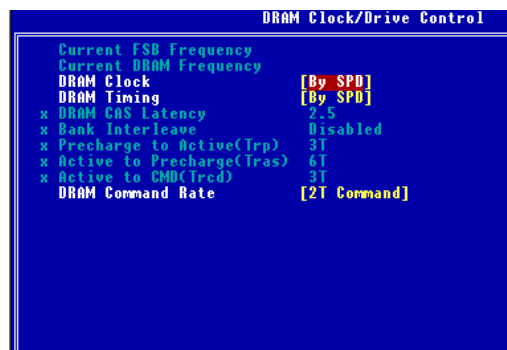 DRAM Clock/Drive Control
Current FSB Frequency
Current DRAM Frequency
DRAM Clock [By SPD]
DRAM Timing [By SPD]
x DRAM CAS Latency 2.5
x Bank Interleave Disabled
x Precharge to Active(Trp) 3T
x Active to Precharge(Tras) 6T
x Active to CMD(Trcd) 3T
DRAM Command Rate [2T Command]